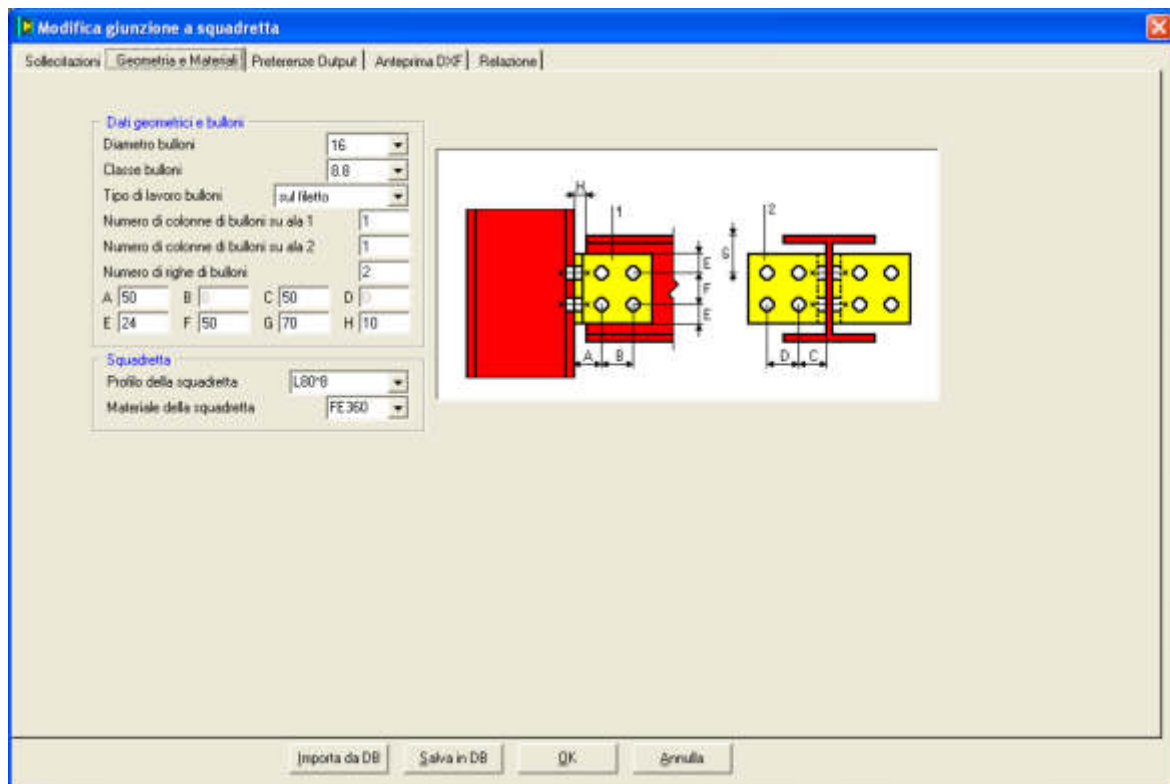 Modifica giunzione a squadretta
Sollecitazioni Geometria e Materiali Preferenze Output Anteprima DXF Relazione
Dati geometrici e bulloni
Diametro bulloni 16
Classe bulloni 8.8
Tipo di lavoro bulloni sul filetto
Numero di colonne di bulloni su ala 1 1
Numero di colonne di bulloni su ala 2 1
Numero di righe di bulloni 2
A 50 B 0 C 50 D 0
E 24 F 50 G 70 H 10
Squadretta
Profilo della squadretta L80*8
Materiale della squadretta FE360
H
1
2
G
E
F
E
A B
D C
Importa da DB Salva in DB OK Annulla